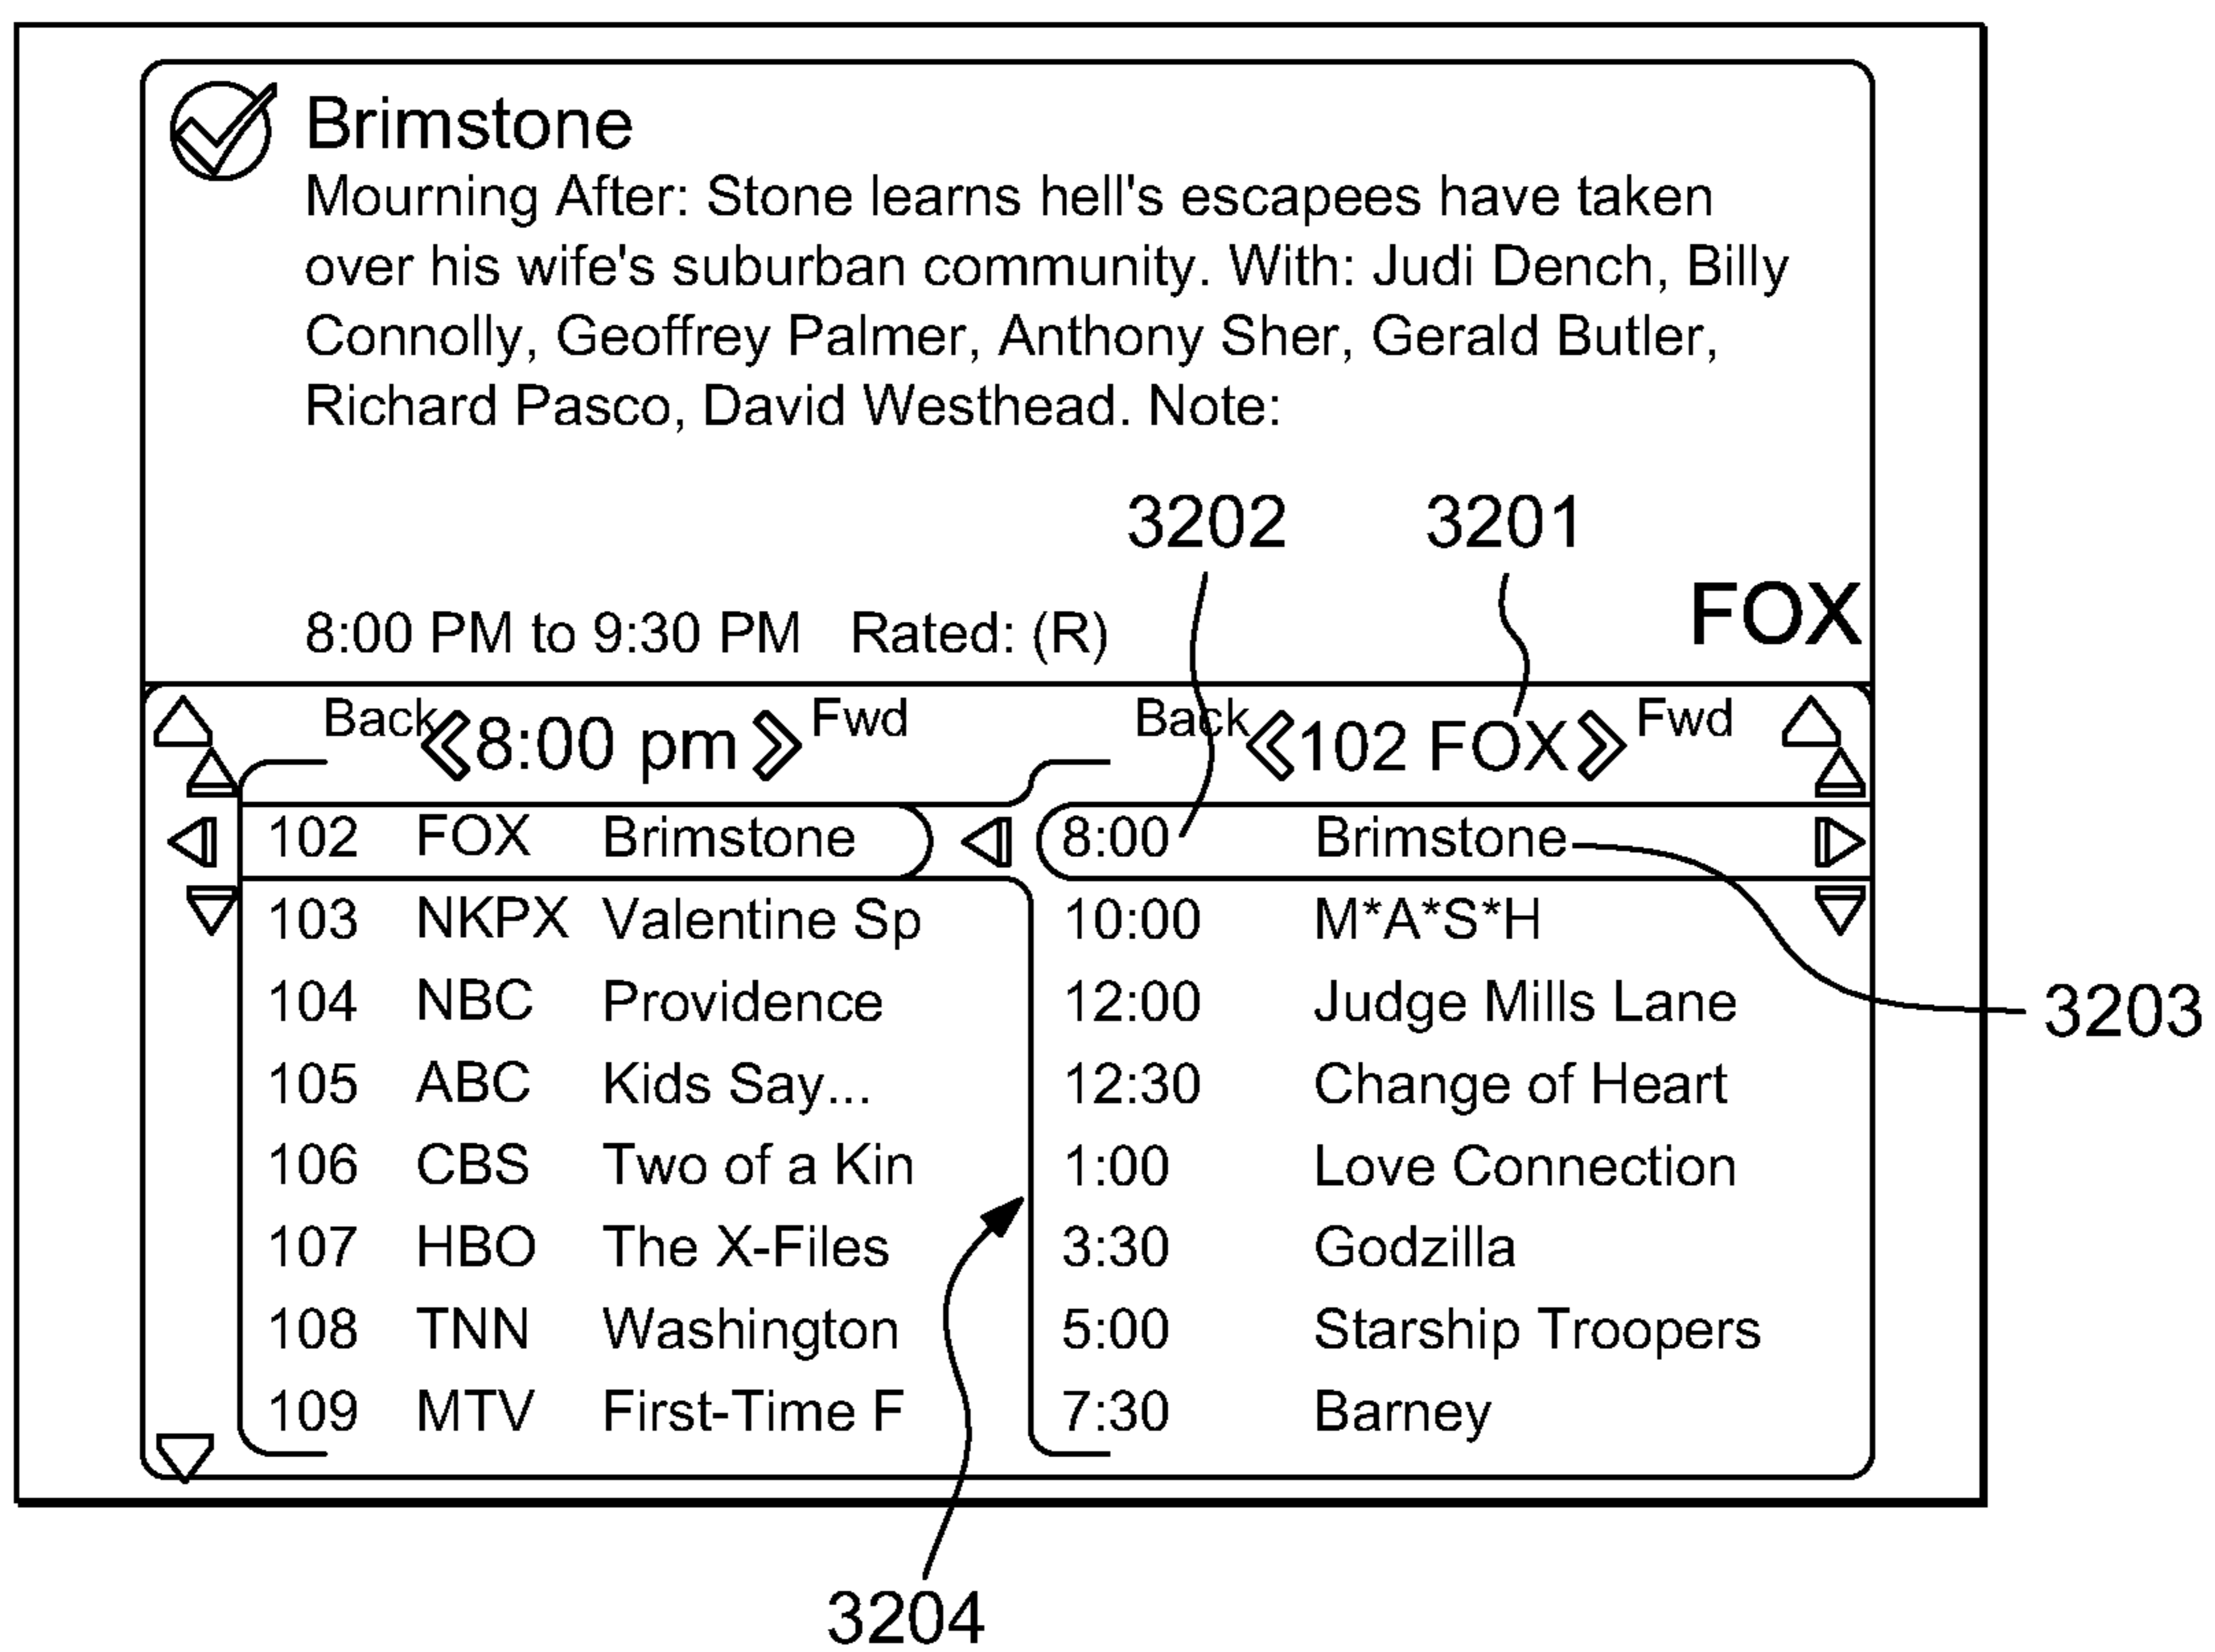 Brimstone
Mourning After: Stone learns hell's escapees have taken
over his wife's suburban community. With: Judi Dench, Billy
Connolly, Geoffrey Palmer, Anthony Sher, Gerald Butler,
Richard Pasco, David Westhead. Note:
3202 3201
8:00 PM to 9:30 PM Rated: (R) FOX
Back 8:00 pm Fwd Back 102 FOX Fwd
102 FOX Brimstone 8:00 Brimstone
103 NKPX Valentine Sp 10:00 M*A*S*H
104 NBC Providence 12:00 Judge Mills Lane
3203
105 ABC Kids Say... 12:30 Change of Heart
106 CBS Two of a Kin 1:00 Love Connection
107 HBO The X-Files 3:30 Godzilla
108 TNN Washington 5:00 Starship Troopers
109 MTV First-Time F 7:30 Barney
3204